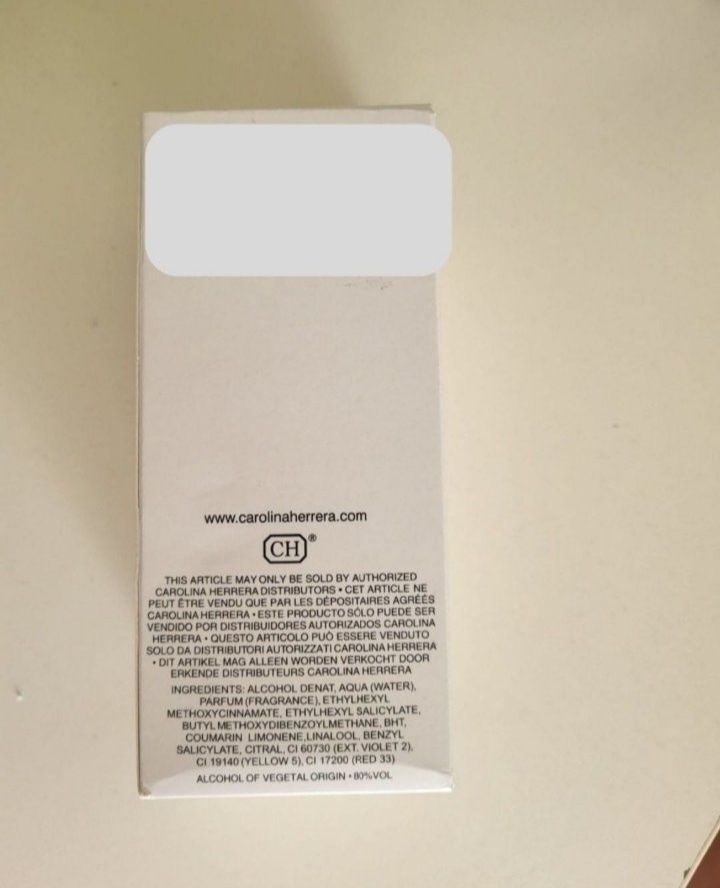 www.carolinaherrera.com
CH®
THIS ARTICLE MAY ONLY BE SOLD BY AUTHORIZED
CAROLINA HERRERA DISTRIBUTORS • CET ARTICLE NE
PEUT ÊTRE VENDU QUE PAR LES DÉPOSITAIRES AGRÉÉS
CAROLINA HERRERA • ESTE PRODUCTO SÓLO PUEDE SER
VENDIDO POR DISTRIBUIDORES AUTORIZADOS CAROLINA
HERRERA • QUESTO ARTICOLO PUÒ ESSERE VENDUTO
SOLO DA DISTRIBUTORI AUTORIZZATI CAROLINA HERRERA
• DIT ARTIKEL MAG ALLEEN WORDEN VERKOCHT DOOR
ERKENDE DISTRIBUTEURS CAROLINA HERRERA
INGREDIENTS: ALCOHOL DENAT, AQUA (WATER),
PARFUM (FRAGRANCE), ETHYLHEXYL
METHOXYCINNAMATE, ETHYLHEXYL SALICYLATE,
BUTYL METHOXYDIBENZOYLMETHANE, BHT,
COUMARIN LIMONENE, LINALOOL, BENZYL
SALICYLATE, CITRAL, CI 60730 (EXT. VIOLET 2),
CI 19140 (YELLOW 5), CI 17200 (RED 33)
ALCOHOL OF VEGETAL ORIGIN • 80%VOL